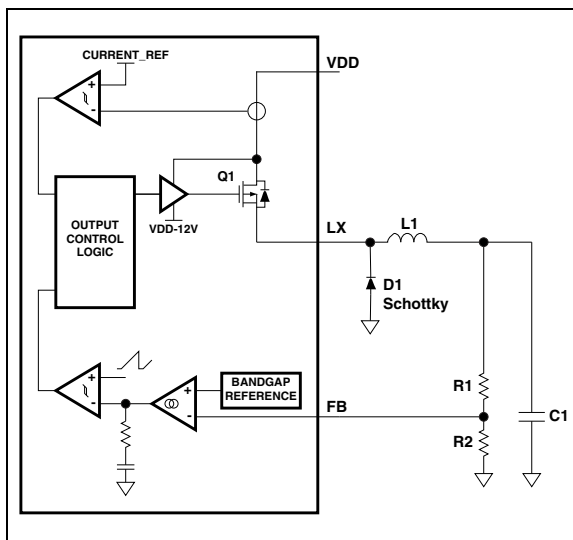 CURRENT_REF
VDD
+
-
Q1
OUTPUT
CONTROL
LOGIC
VDD-12V
LX
L1
D1
Schottky
+
-
+
-
BANDGAP
REFERENCE
FB
R1
R2
C1